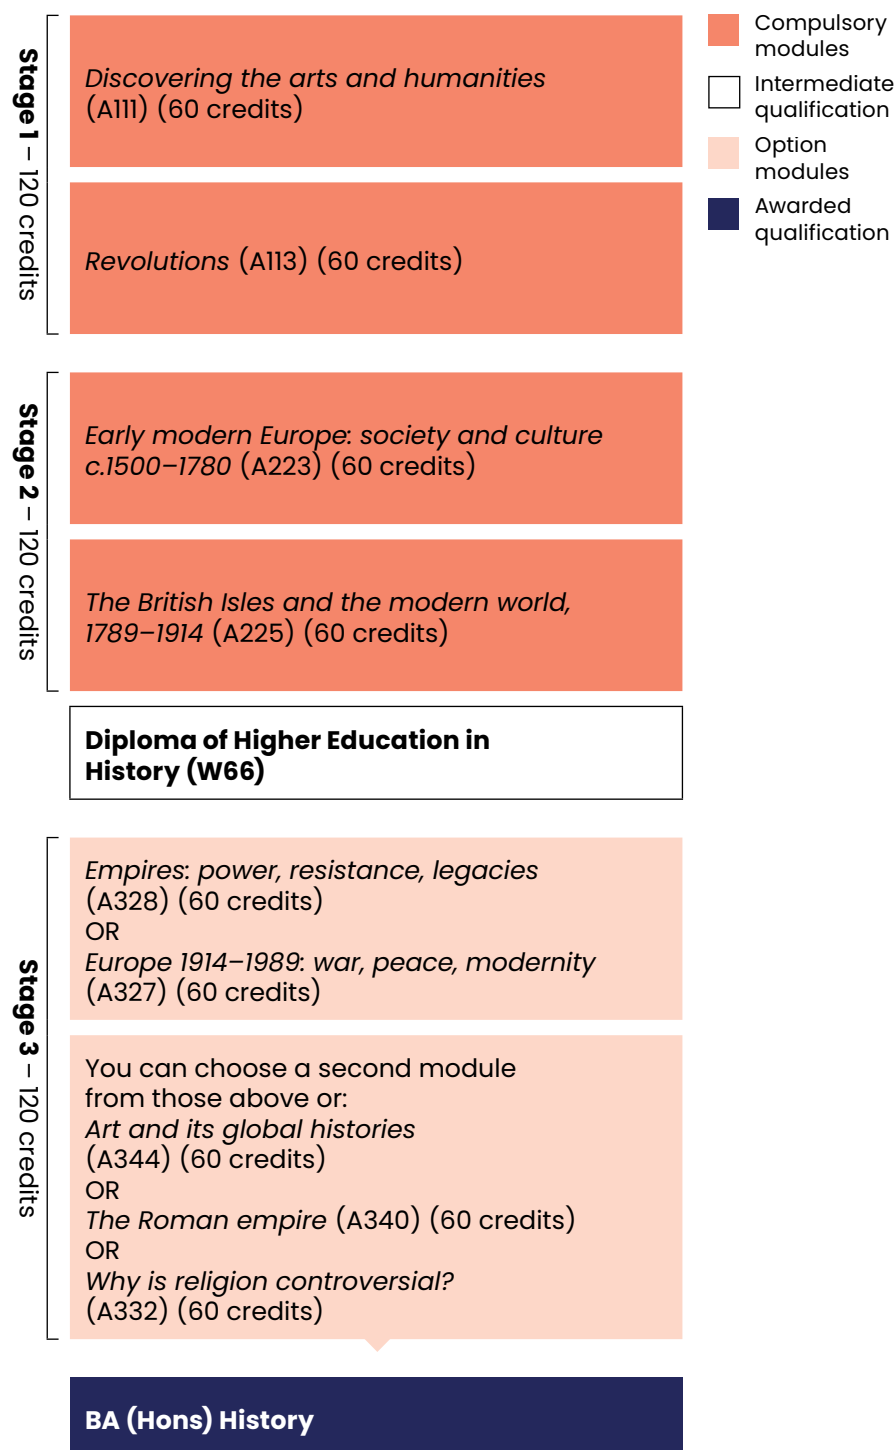 Stage 1 – 120 credits
Discovering the arts and humanities
(A111) (60 credits)
Revolutions (A113) (60 credits)
Compulsory
modules
Intermediate
qualification
Option
modules
Awarded
qualification
Stage 2 – 120 credits
Early modern Europe: society and culture
c.1500–1780 (A223) (60 credits)
The British Isles and the modern world,
1789–1914 (A225) (60 credits)
Diploma of Higher Education in
History (W66)
Stage 3 – 120 credits
Empires: power, resistance, legacies
(A328) (60 credits)
OR
Europe 1914–1989: war, peace, modernity
(A327) (60 credits)
You can choose a second module
from those above or:
Art and its global histories
(A344) (60 credits)
OR
The Roman empire (A340) (60 credits)
OR
Why is religion controversial?
(A332) (60 credits)
BA (Hons) History